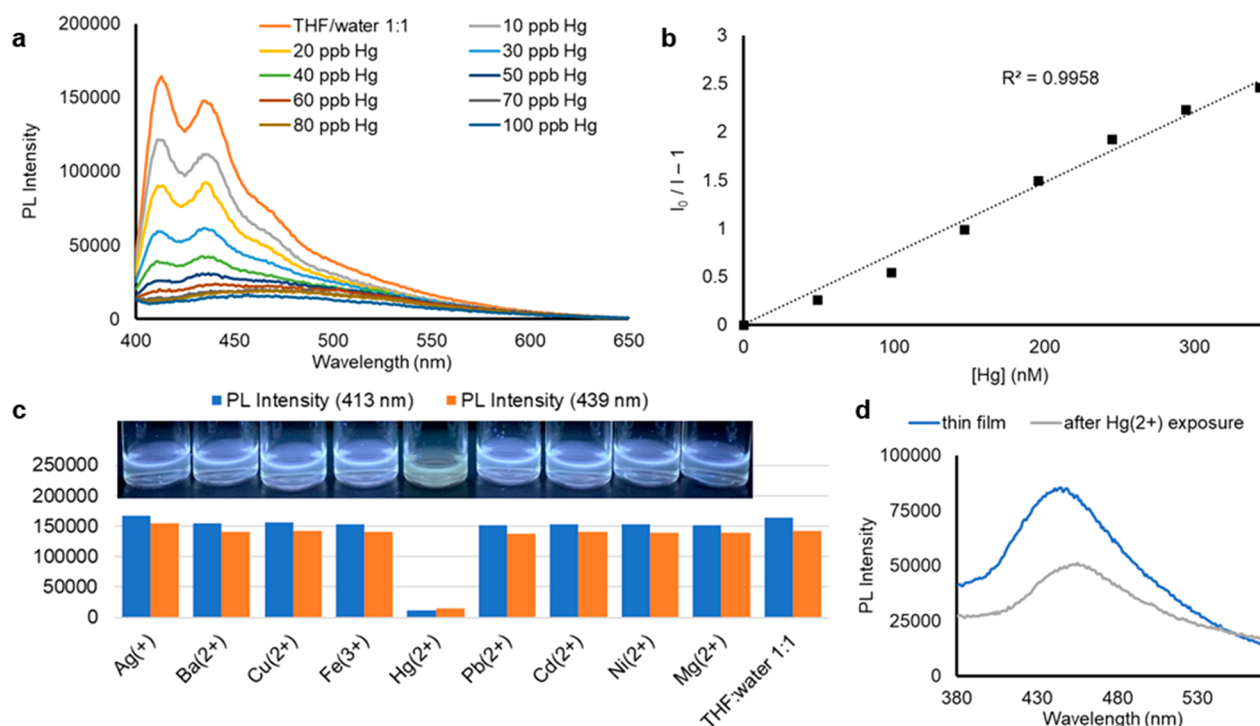 a
THF/water 1:1
10 ppb Hg
20 ppb Hg
30 ppb Hg
40 ppb Hg
50 ppb Hg
60 ppb Hg
70 ppb Hg
80 ppb Hg
100 ppb Hg
200000
150000
100000
50000
0
PL Intensity
400
450
500
550
600
650
Wavelength (nm)
b
3
2.5
2
1.5
1
0.5
0
I₀ / I – 1
R² = 0.9958
0
100
200
300
[Hg] (nM)
c
PL Intensity (413 nm)
PL Intensity (439 nm)
250000
200000
150000
100000
50000
0
Ag(+)
Ba(2+)
Cu(2+)
Fe(3+)
Hg(2+)
Pb(2+)
Cd(2+)
Ni(2+)
Mg(2+)
THF:water 1:1
d
thin film
after Hg(2+) exposure
100000
75000
50000
25000
0
PL Intensity
380
430
480
530
Wavelength (nm)